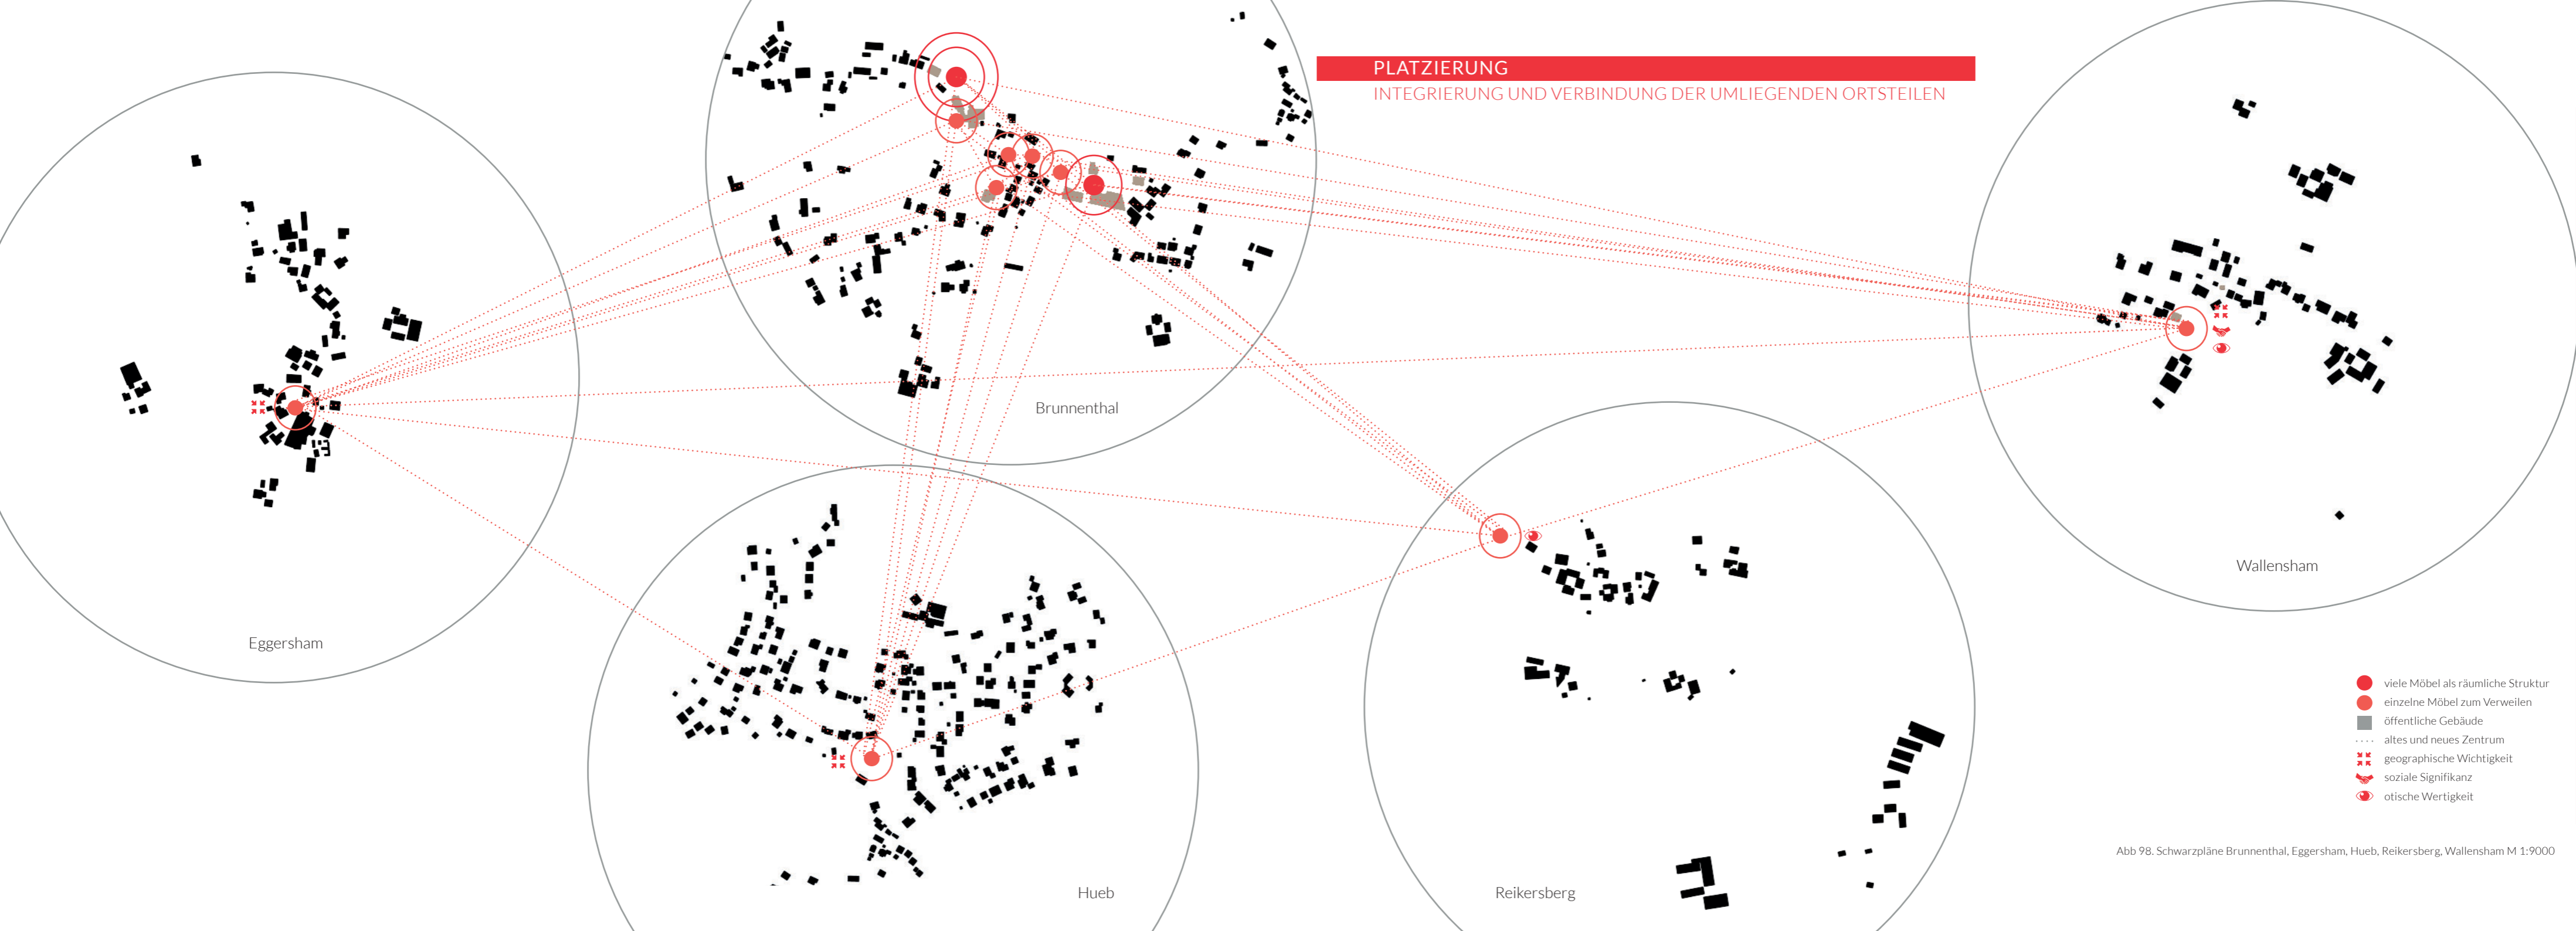 PLATZIERUNG
INTEGRIERUNG UND VERBINDUNG DER UMLIEGENDEN ORTSTEILEN
Brunnenthal
Wallensham
Eggersham
Hueb
Reikersberg
viele Möbel als räumliche Struktur
einzelne Möbel zum Verweilen
öffentliche Gebäude
altes und neues Zentrum
geographische Wichtigkeit
soziale Signifikanz
otische Wertigkeit
Abb 98. Schwarzpläne Brunnenthal, Eggersham, Hueb, Reikersberg, Wallensham M 1:9000